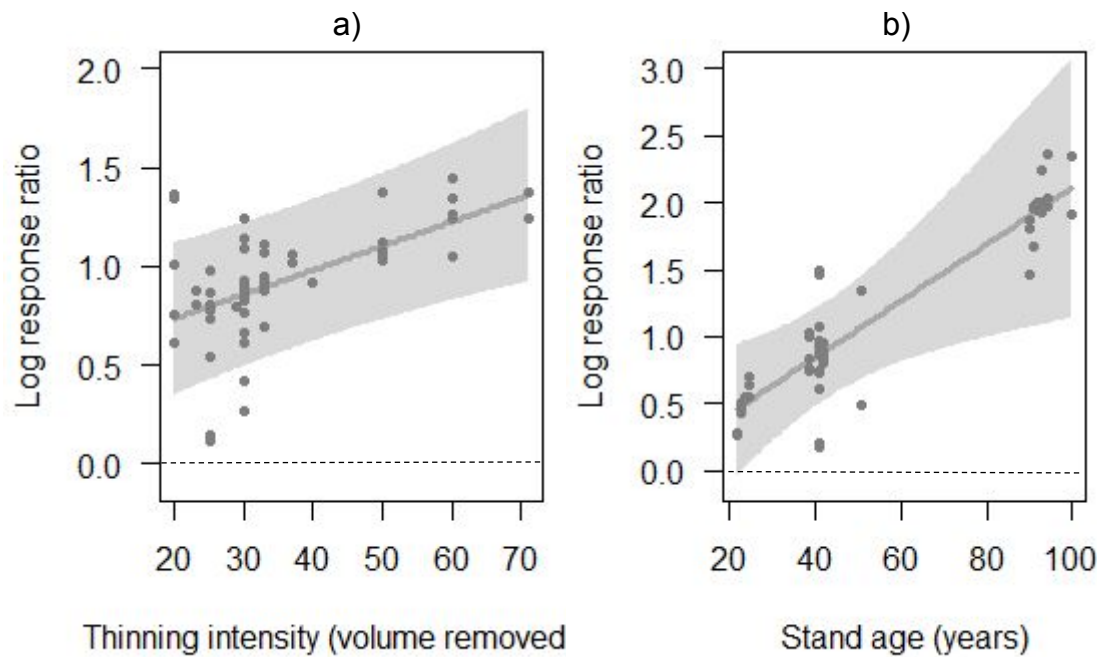 a)
2.0
1.5
1.0
0.5
0.0
Log response ratio
20 30 40 50 60 70
Thinning intensity (volume removed
b)
3.0
2.5
2.0
1.5
1.0
0.5
0.0
Log response ratio
20 40 60 80 100
Stand age (years)